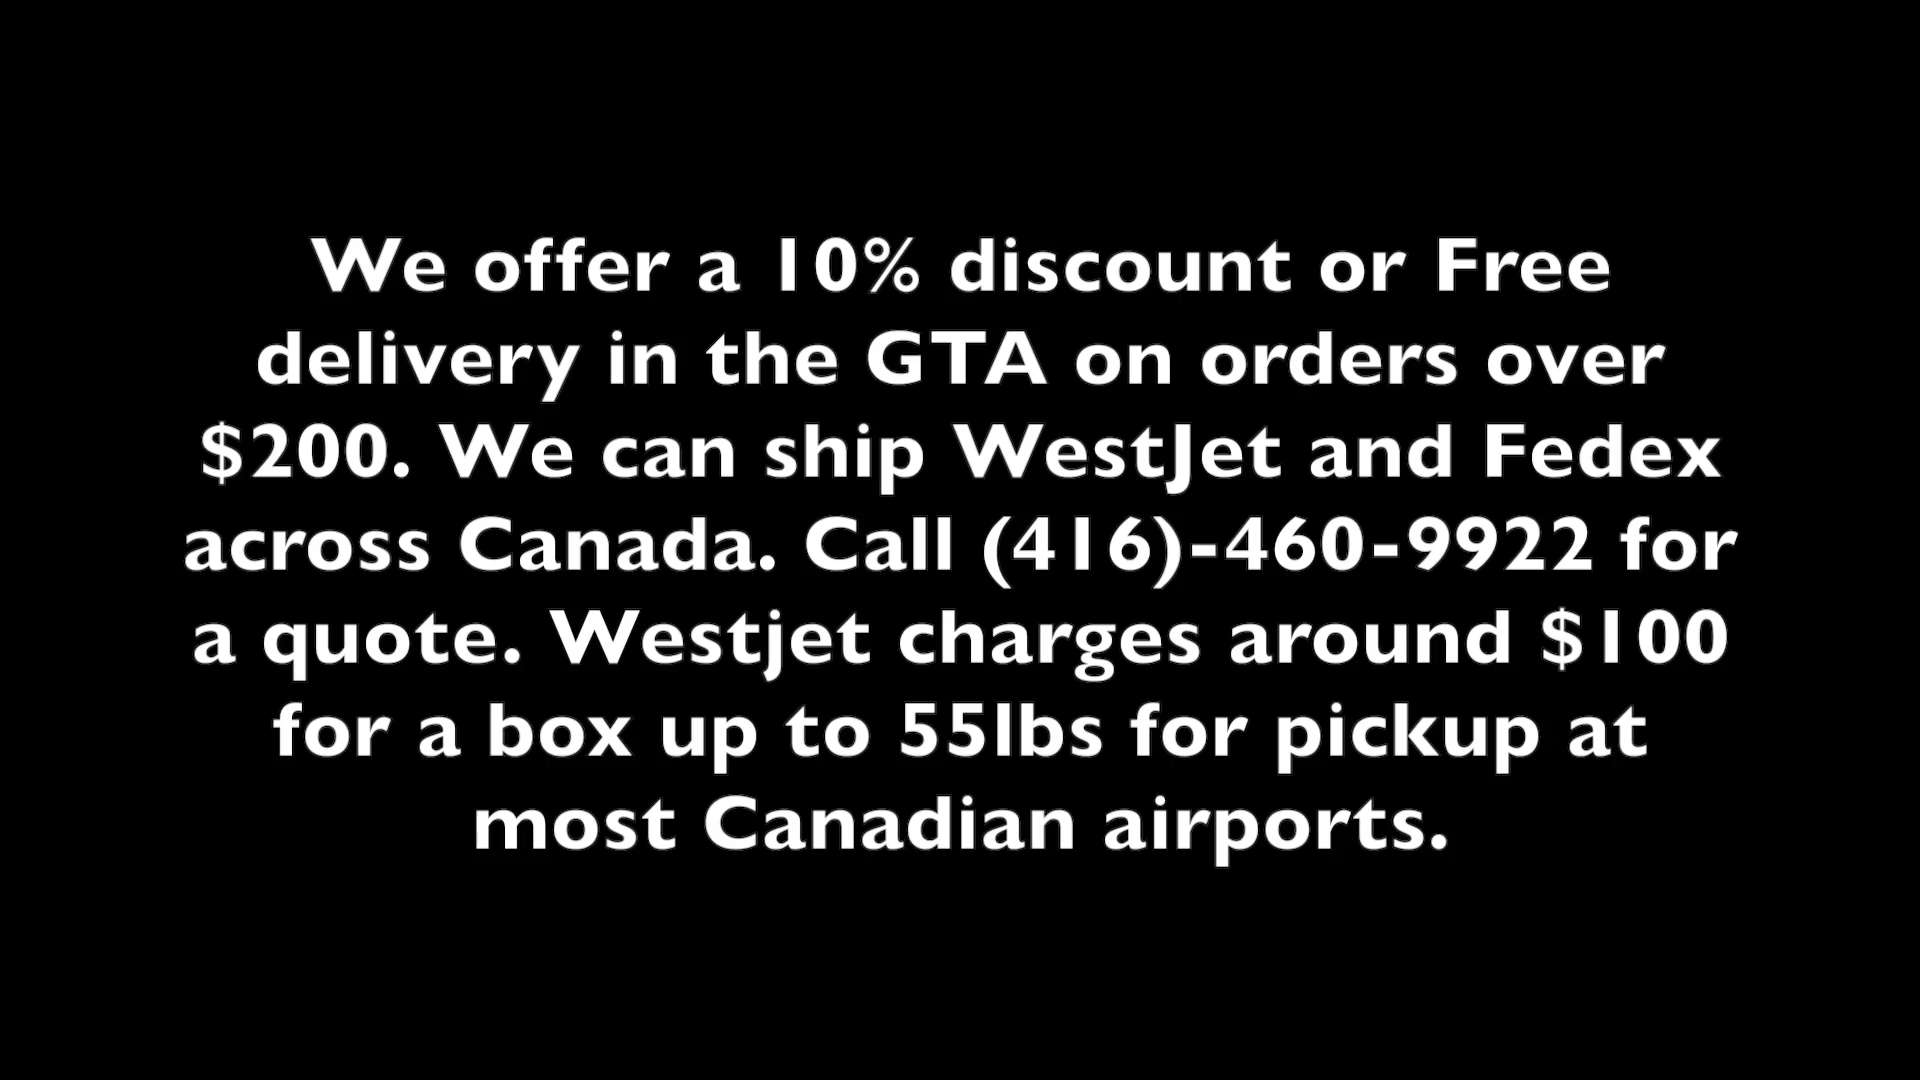 We offer a 10% discount or Free
delivery in the GTA on orders over
$200. We can ship WestJet and Fedex
across Canada. Call (416)-460-9922 for
a quote. Westjet charges around $100
for a box up to 55lbs for pickup at
most Canadian airports.